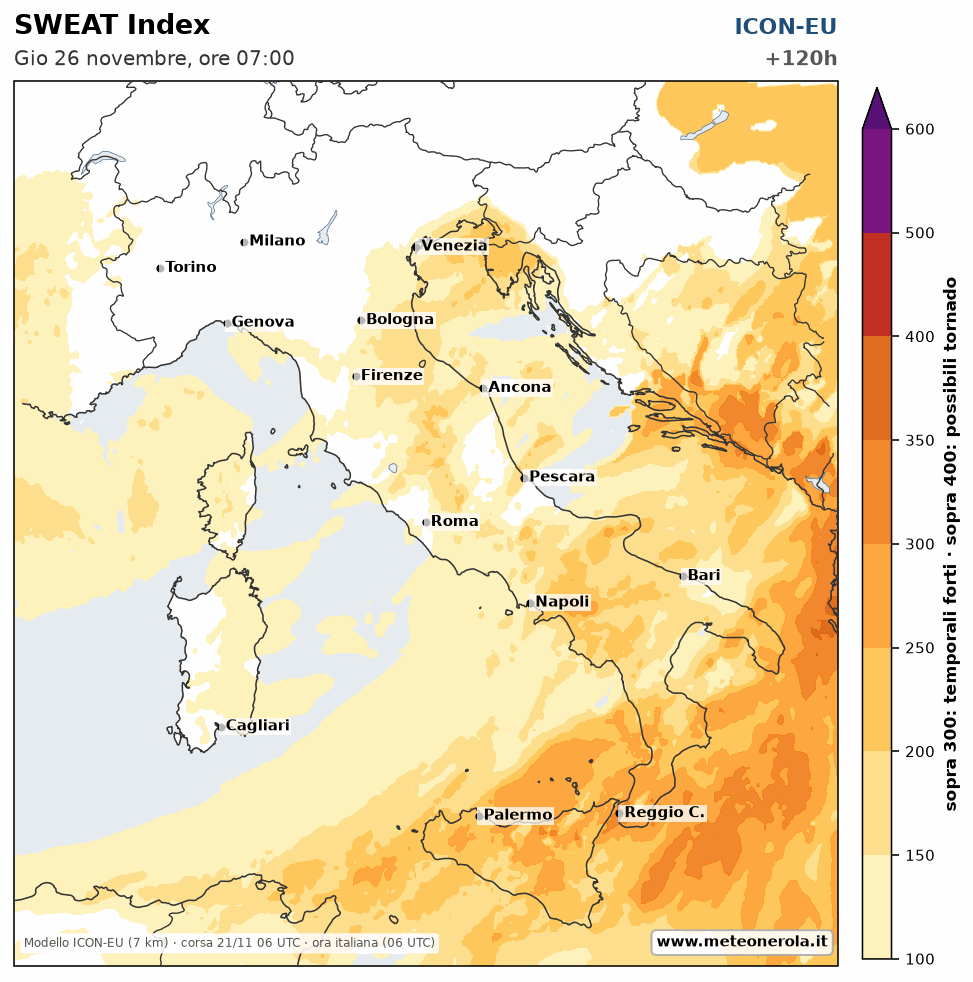 SWEAT Index
ICON-EU
Gio 26 novembre, ore 07:00
+120h
Milano
Venezia
Torino
Genova
Bologna
Firenze
Ancona
Pescara
Roma
Bari
Napoli
Cagliari
Palermo
Reggio C.
Modello ICON-EU (7 km) · corsa 21/11 06 UTC · ora italiana (06 UTC)
www.meteonerola.it
600
500
400
350
300
250
200
150
100
sopra 300: temporali forti · sopra 400: possibili tornado